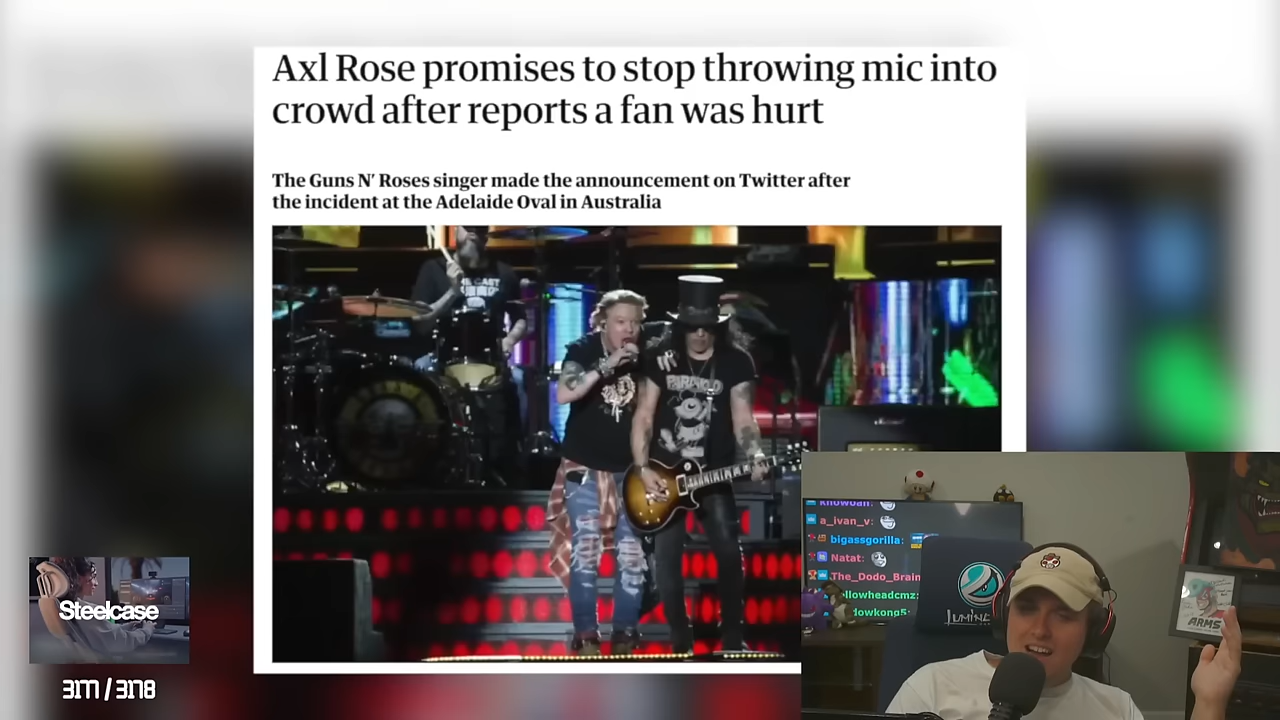 Axl Rose promises to stop throwing mic into
crowd after reports a fan was hurt
The Guns N' Roses singer made the announcement on Twitter after
the incident at the Adelaide Oval in Australia
a_ivan_v:
bigassgorilla:
Natat:
The_Dodo_Brain
Steelcase
ARMS
3177 / 3178